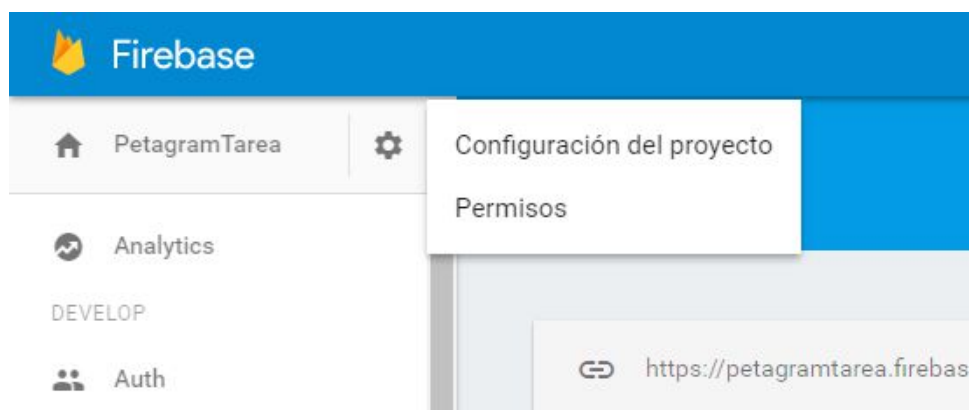 Firebase
PetagramTarea
Configuración del proyecto
Permisos
Analytics
DEVELOP
Auth
https://petagramtarea.firebas